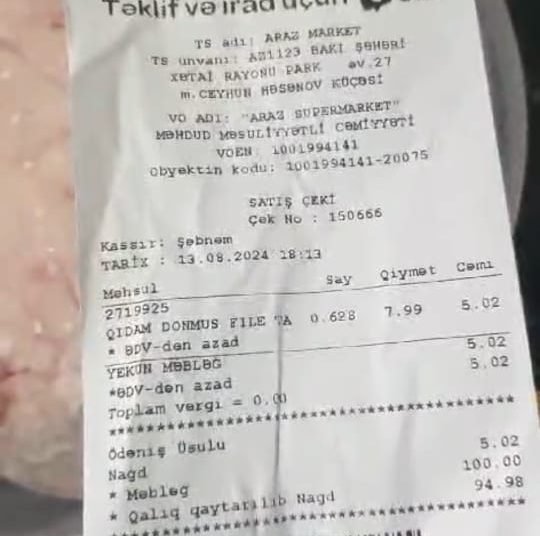 Təklif və irad üçün
TS adı: ARAZ MARKET
TS ünvanı: AZ1123 BAKİ ŞƏHƏRİ
XƏTAİ RAYONU PARK əv.27
m.CEYHUN HƏSƏNOV KÜÇƏSİ
VÖ ADI: "ARAZ SUPERMARKET"
MƏHDUD MƏSULİYYƏTLİ CƏMİYYƏTİ
VÖEN: 1001994141
Obyektin kodu: 1001994141-20075
SATIŞ ÇEKİ
Çek No : 150666
Kassir: Şəbnəm
TARİX : 13.08.2024 18:13
Məhsul Say Qiymət Cəmi
2719925
QIDAM DONMUS FILE TA 0.628 7.99 5.02
* ƏDV-dən azad
YEKUN MƏBLƏĞ 5.02
*ƏDV-dən azad 5.02
Toplam vergi = 0.00
****************************************
Ödəniş Üsulu
Nağd 5.02
* Məbləğ 100.00
* Qalıq qaytarılıb Nağd 94.98
****************************************